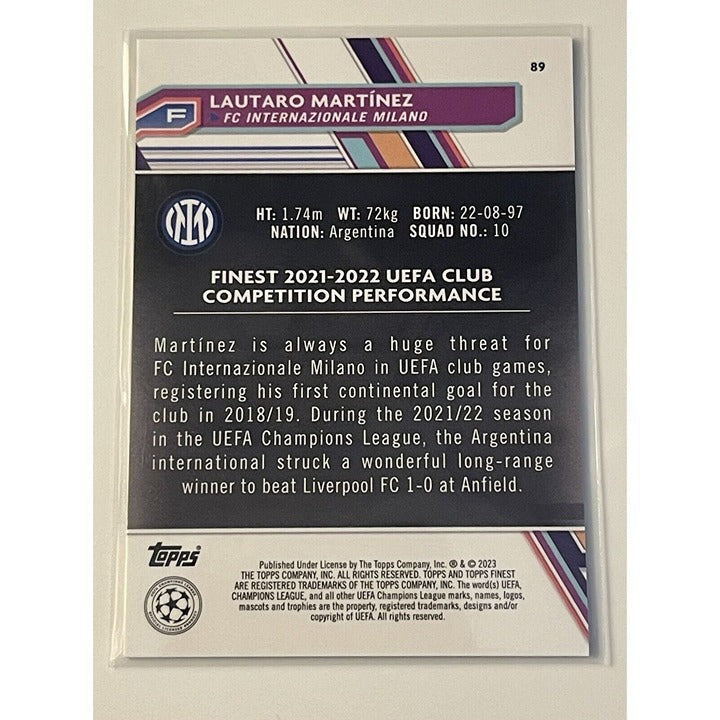 89
F
LAUTARO MARTÍNEZ
FC INTERNAZIONALE MILANO
HT: 1.74m WT: 72kg BORN: 22-08-97
NATION: Argentina SQUAD NO.: 10
FINEST 2021-2022 UEFA CLUB
COMPETITION PERFORMANCE
Martínez is always a huge threat for
FC Internazionale Milano in UEFA club games,
registering his first continental goal for the
club in 2018/19. During the 2021/22 season
in the UEFA Champions League, the Argentina
international struck a wonderful long-range
winner to beat Liverpool FC 1-0 at Anfield.
Topps
Published Under License by The Topps Company, Inc. ® & © 2023
THE TOPPS COMPANY, INC. ALL RIGHTS RESERVED. TOPPS AND TOPPS FINEST
ARE REGISTERED TRADEMARKS OF THE TOPPS COMPANY, INC. The word(s) UEFA,
CHAMPIONS LEAGUE, and all other UEFA Champions League marks, names, logos,
mascots and trophies are the property, registered trademarks, designs and/or
copyright of UEFA. All rights reserved.